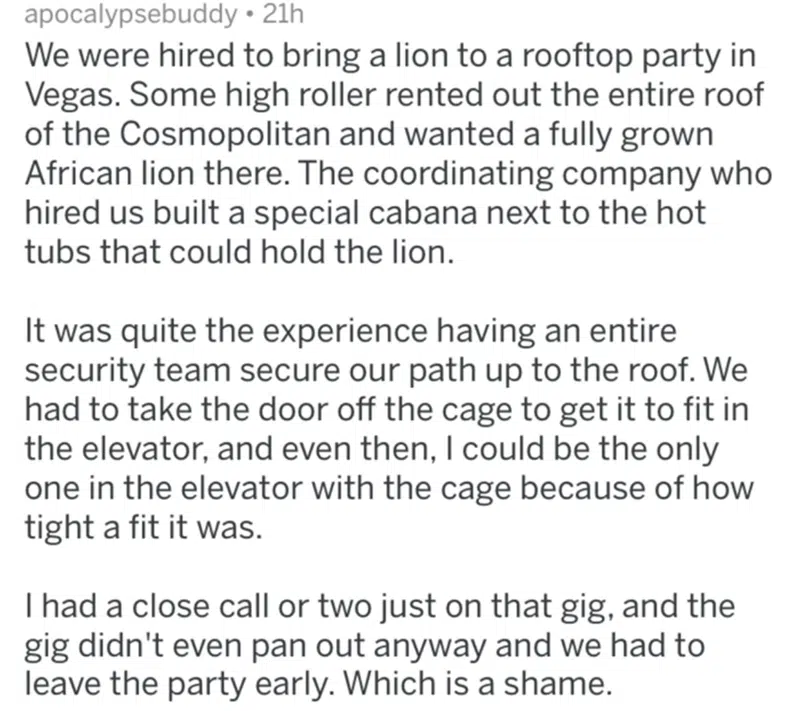 apocalypsebuddy • 21h
We were hired to bring a lion to a rooftop party in
Vegas. Some high roller rented out the entire roof
of the Cosmopolitan and wanted a fully grown
African lion there. The coordinating company who
hired us built a special cabana next to the hot
tubs that could hold the lion.
It was quite the experience having an entire
security team secure our path up to the roof. We
had to take the door off the cage to get it to fit in
the elevator, and even then, I could be the only
one in the elevator with the cage because of how
tight a fit it was.
I had a close call or two just on that gig, and the
gig didn't even pan out anyway and we had to
leave the party early. Which is a shame.